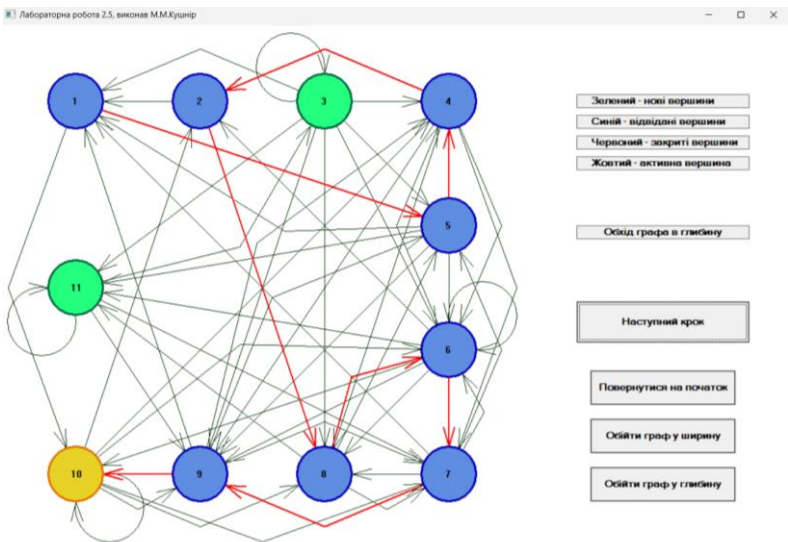 Лабораторна робота 2.5, виконав М.М.Кушнір
1
2
3
4
Зелений - нові вершини
Синій - відвідані вершини
Червоний - закриті вершини
Жовтий - активна вершина
5
Обхід графа в глибину
11
Наступний крок
6
Повернутися на початок
Обійти граф у ширину
10
9
8
7
Обійти граф у глибину